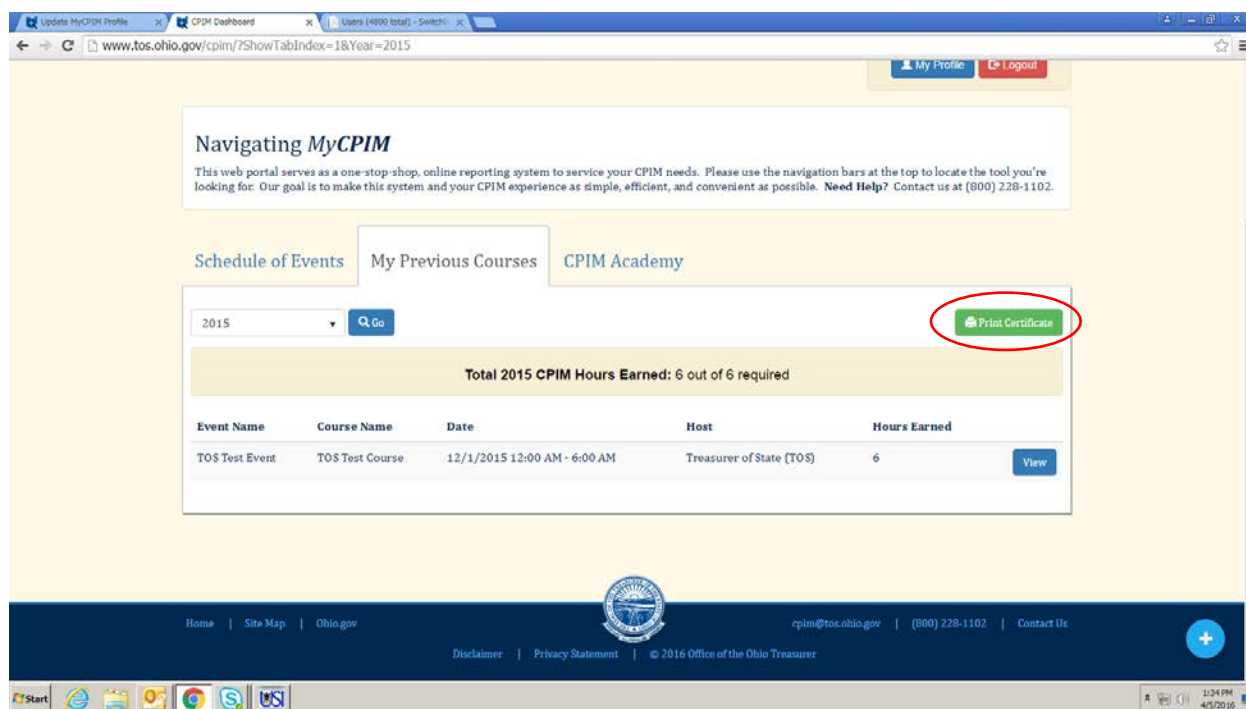 Update MyCPIM Profile
CPIM Dashboard
Users (4800 total) - Switch
www.tos.ohio.gov/cpim/?ShowTabIndex=1&Year=2015
My Profile
Logout
Navigating MyCPIM
This web portal serves as a one-stop-shop, online reporting system to service your CPIM needs. Please use the navigation bars at the top to locate the tool you're
looking for. Our goal is to make this system and your CPIM experience as simple, efficient, and convenient as possible. Need Help? Contact us at (800) 228-1102.
Schedule of Events My Previous Courses CPIM Academy
2015 Go Print Certificate
Total 2015 CPIM Hours Earned: 6 out of 6 required
Event Name Course Name Date Host Hours Earned
TOS Test Event TOS Test Course 12/1/2015 12:00 AM - 6:00 AM Treasurer of State (TOS) 6 View
Home | Site Map | Ohio.gov cpim@tos.ohio.gov | (800) 228-1102 | Contact Us
Disclaimer | Privacy Statement | © 2016 Office of the Ohio Treasurer
Start
1:34 PM
4/5/2016